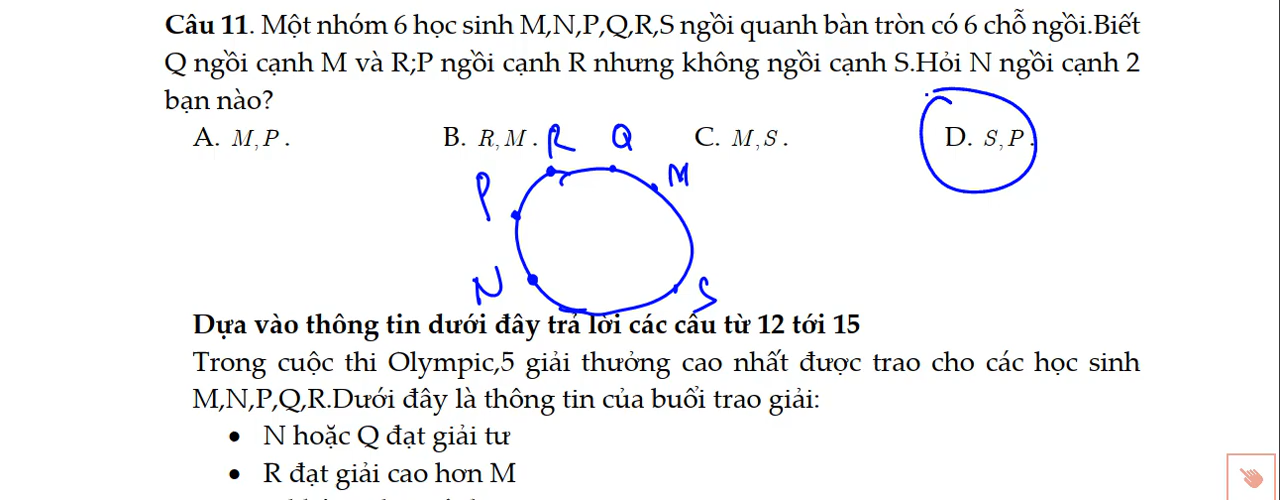 Câu 11. Một nhóm 6 học sinh M,N,P,Q,R,S ngồi quanh bàn tròn có 6 chỗ ngồi.Biết
Q ngồi cạnh M và R;P ngồi cạnh R nhưng không ngồi cạnh S.Hỏi N ngồi cạnh 2
bạn nào?
A. M, P . B. R, M . C. M, S . D. S, P .
R Q
P M
N S
Dựa vào thông tin dưới đây trả lời các câu từ 12 tới 15
Trong cuộc thi Olympic,5 giải thưởng cao nhất được trao cho các học sinh
M,N,P,Q,R.Dưới đây là thông tin của buổi trao giải:
• N hoặc Q đạt giải tư
• R đạt giải cao hơn M